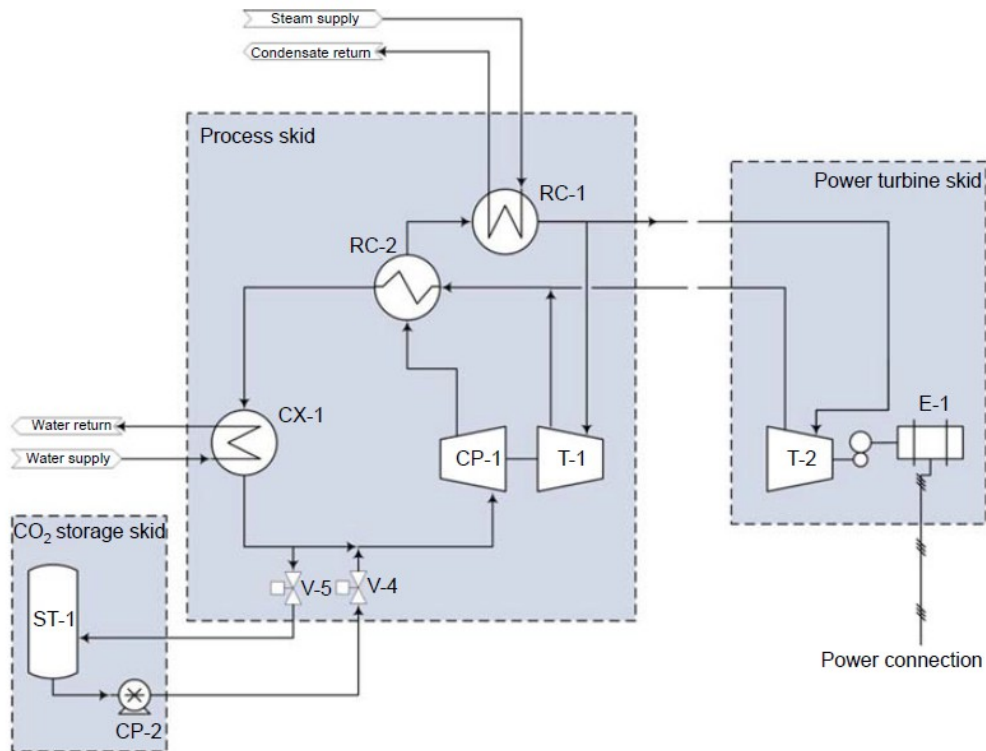 Steam supply
Condensate return
Process skid
RC-1
Power turbine skid
RC-2
E-1
CX-1
Water return
Water supply
CP-1
T-1
T-2
CO₂ storage skid
V-5
V-4
ST-1
Power connection
CP-2